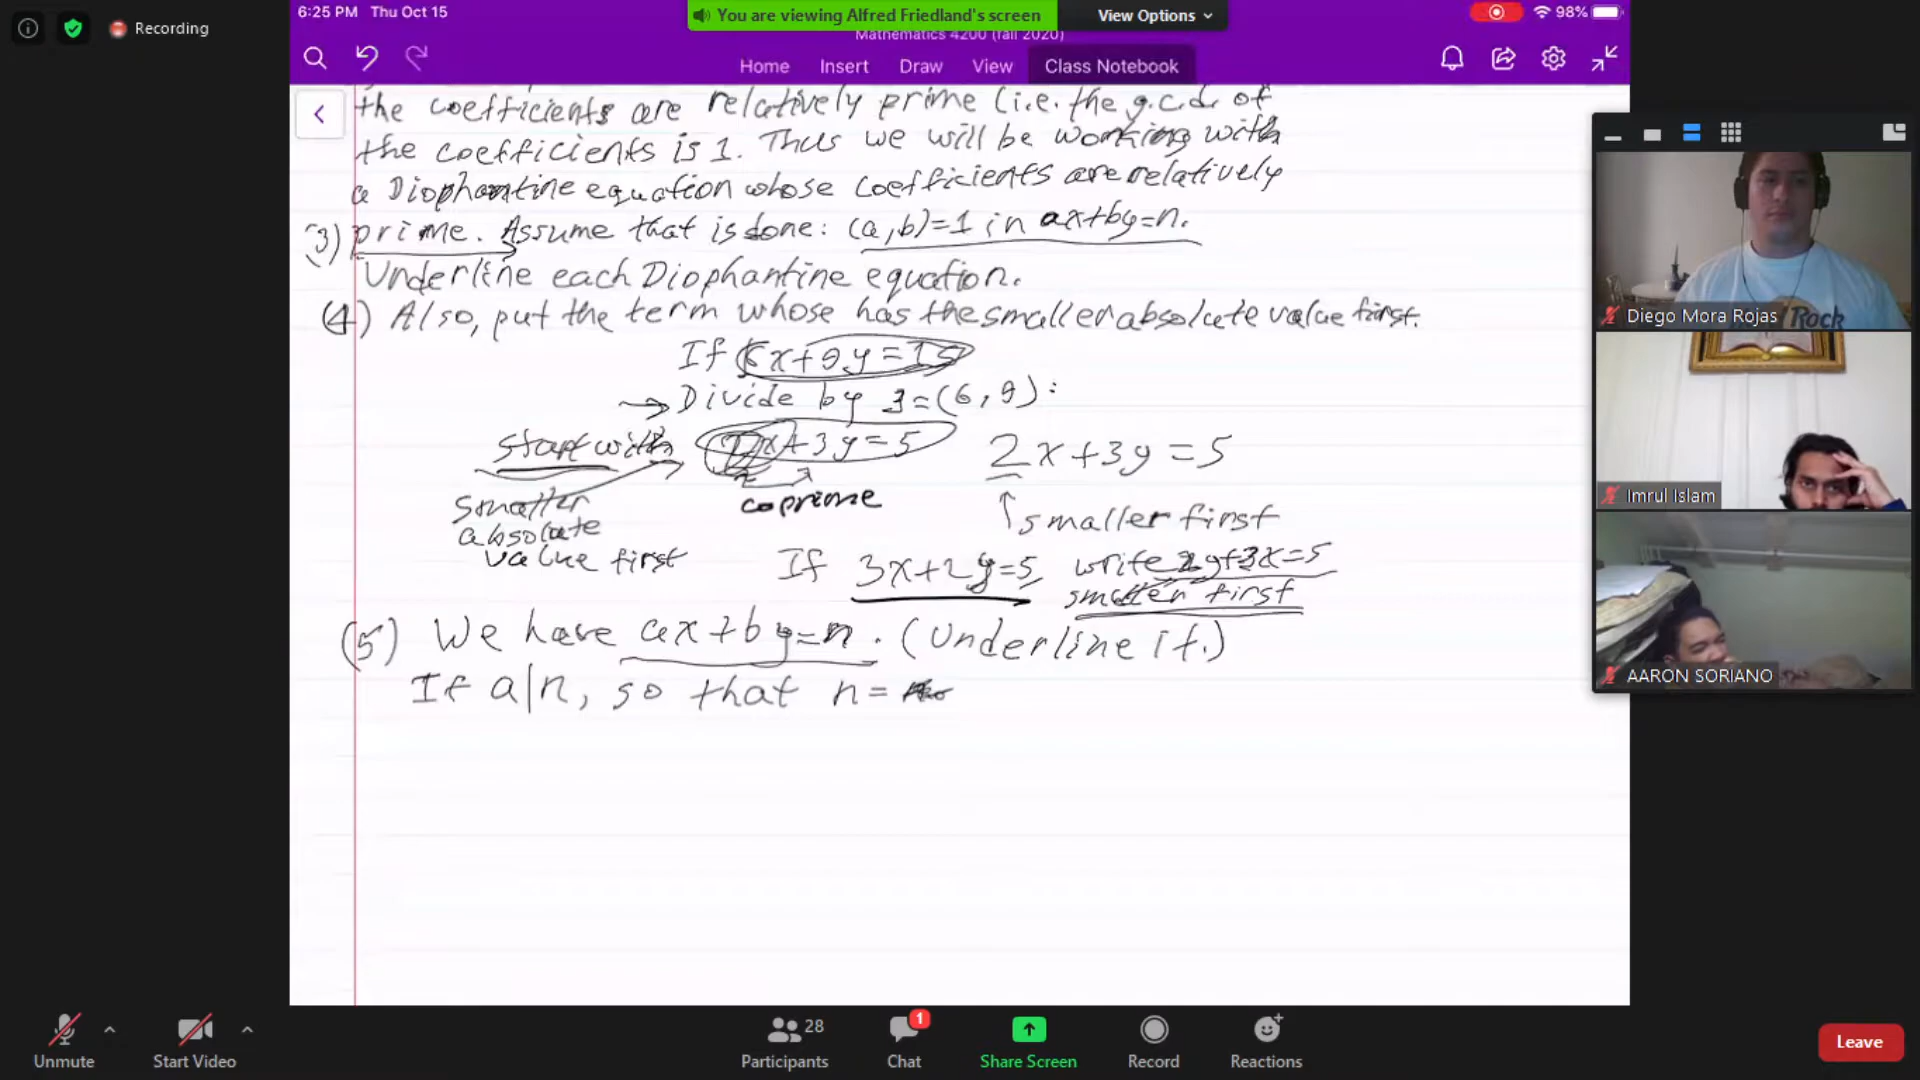 6:25 PM Thu Oct 15
You are viewing Alfred Friedland's screen
View Options
98%
Recording
Mathematics 4200 (fall 2020)
Home Insert Draw View Class Notebook
the coefficients are relatively prime (i.e. the g.c.d. of
the coefficients is 1. Thus we will be working with
a Diophantine equation whose coefficients are relatively
(3) prime. Assume that is done: (a,b)=1 in ax+by=n.
Underline each Diophantine equation.
(4) Also, put the term whose has the smaller absolute value first.
If 6x+9y=15
→ Divide by 3=(6,9):
start with 2x+3y=5 2x+3y=5
smaller coprime smaller first
absolute
value first If 3x+2y=5 write 2y+3x=5
smaller first
(5) We have ax+by=n. (Underline it.)
If a|n, so that n=
Diego Mora Rojas
Rock
Imrul Islam
AARON SORIANO
Unmute
Start Video
28
Participants
1
Chat
Share Screen
Record
Reactions
Leave